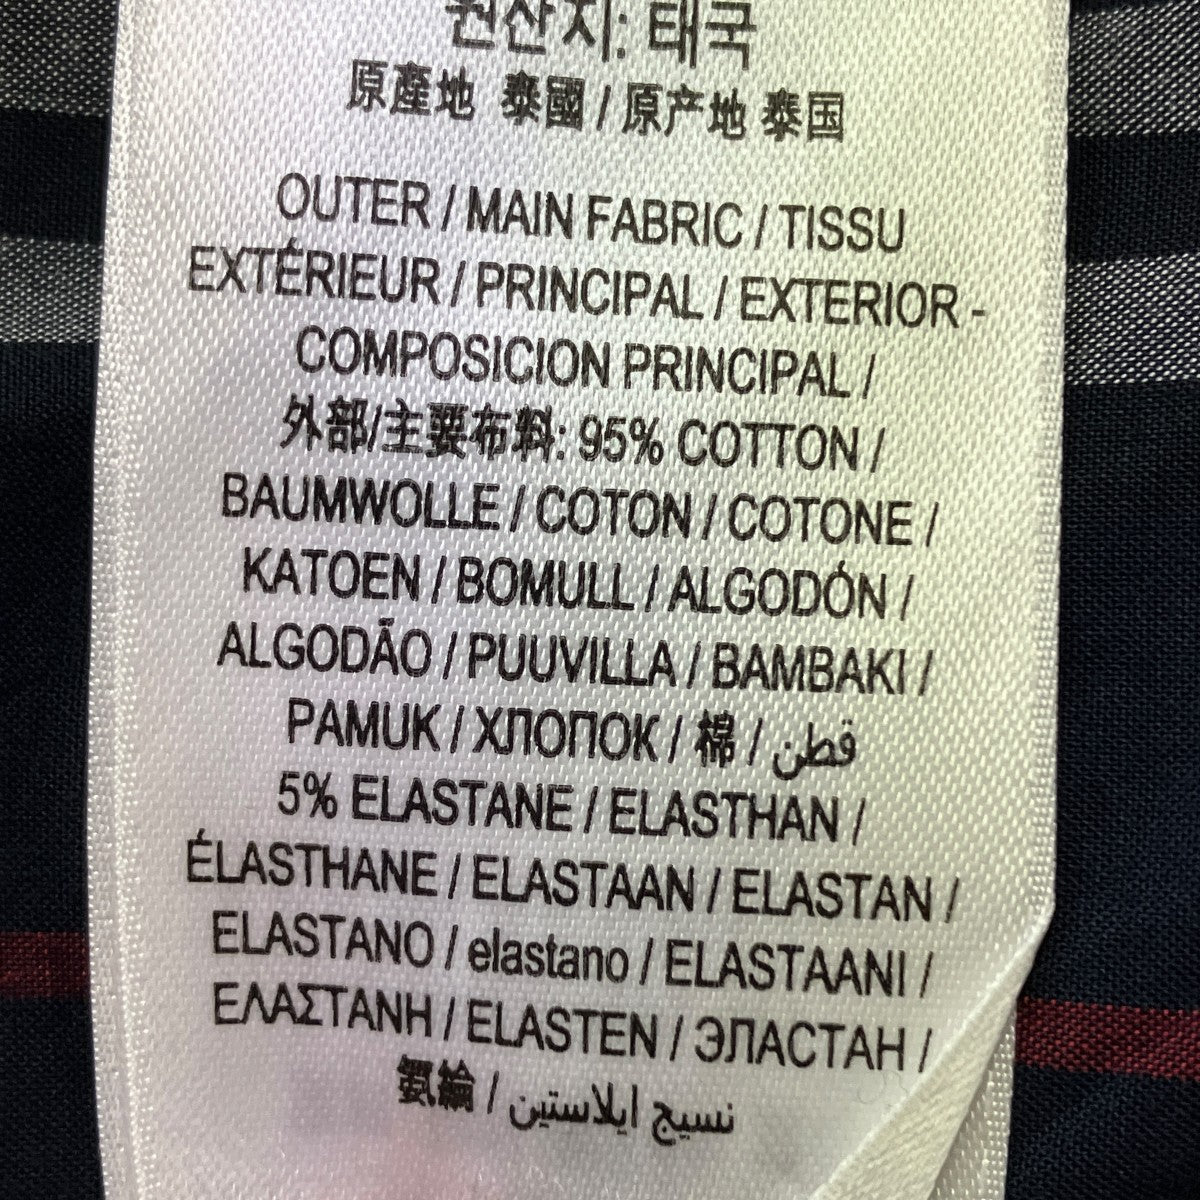 원산지: 태국
原產地 泰國 / 原产地 泰国
OUTER / MAIN FABRIC / TISSU
EXTÉRIEUR / PRINCIPAL / EXTERIOR -
COMPOSICION PRINCIPAL /
外部/主要布料: 95% COTTON /
BAUMWOLLE / COTON / COTONE /
KATOEN / BOMULL / ALGODÓN /
ALGODÃO / PUUVILLA / BAMBAKI /
PAMUK / ХЛОПОК / 棉 / قطن
5% ELASTANE / ELASTHAN /
ÉLASTHANE / ELASTAAN / ELASTAN /
ELASTANO / elastano / ELASTAANI /
ΕΛΑΣΤΑΝΗ / ELASTEN / ЭЛАСТАН /
氨綸 / نسيج ايلاستين